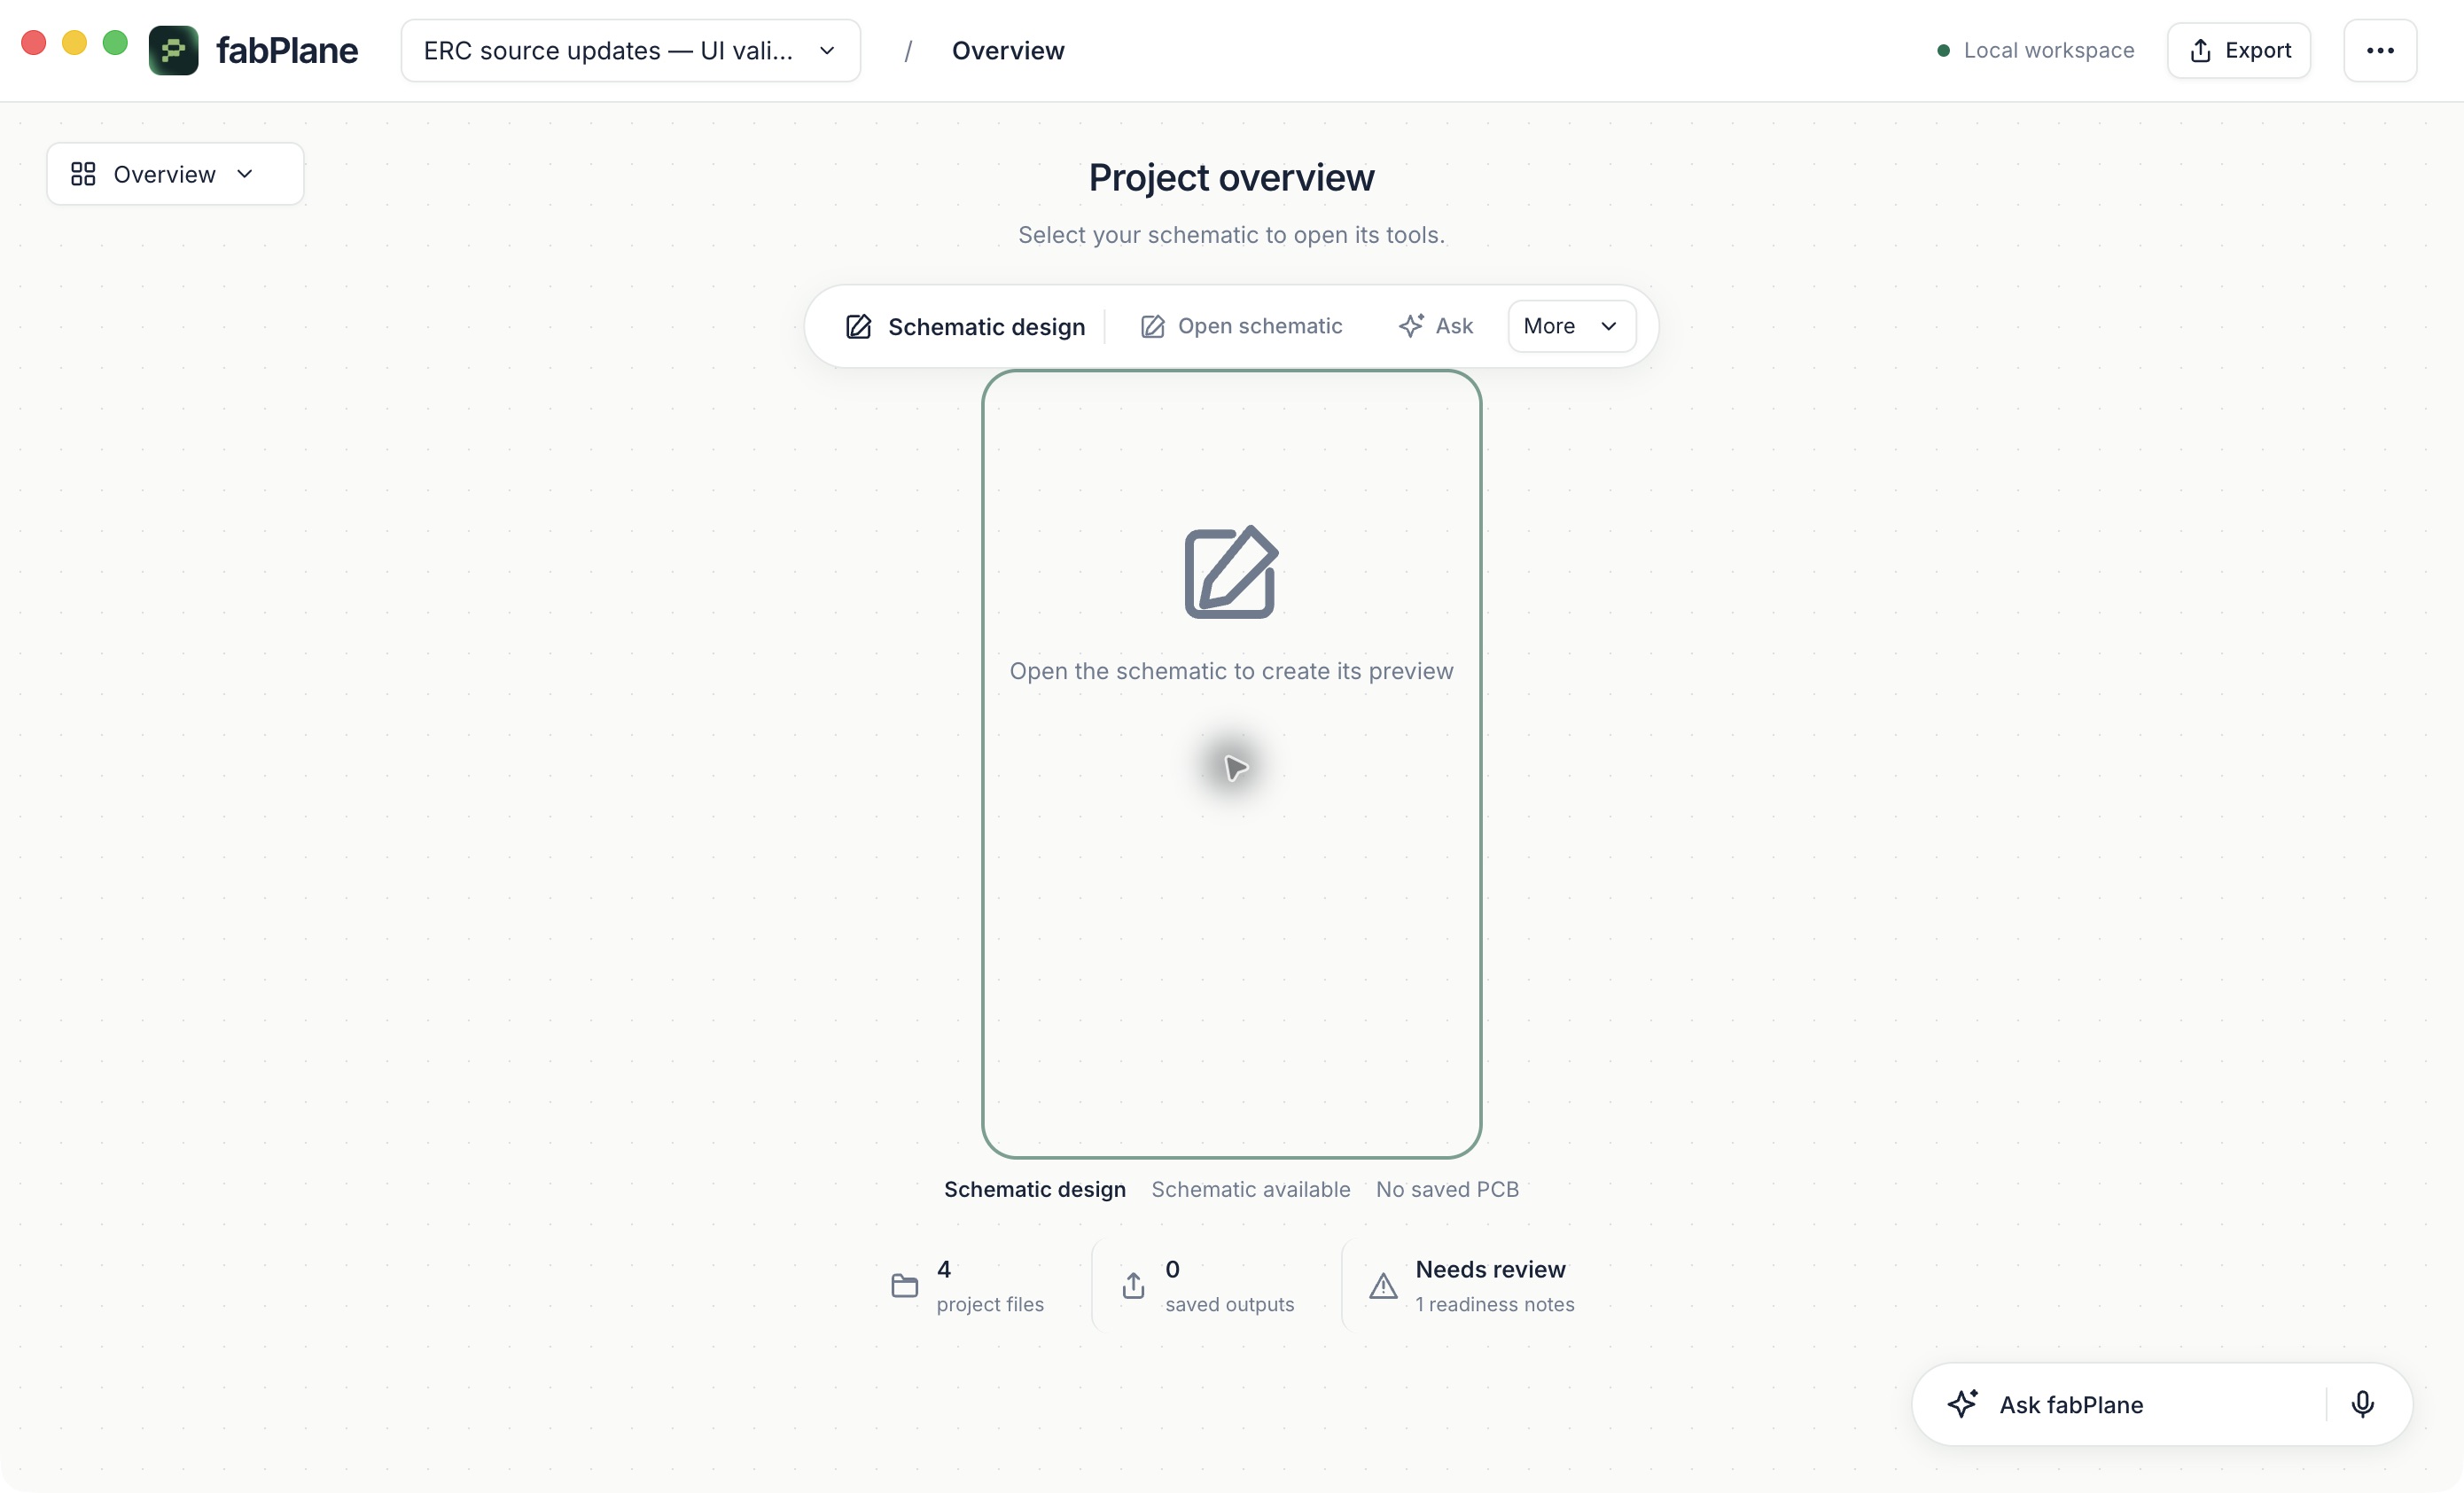 fabPlane
ERC source updates — UI vali...
/
Overview
Local workspace
Export
Overview
Project overview
Select your schematic to open its tools.
Schematic design
Open schematic
Ask
More
Open the schematic to create its preview
Schematic design Schematic available No saved PCB
4
project files
0
saved outputs
Needs review
1 readiness notes
Ask fabPlane